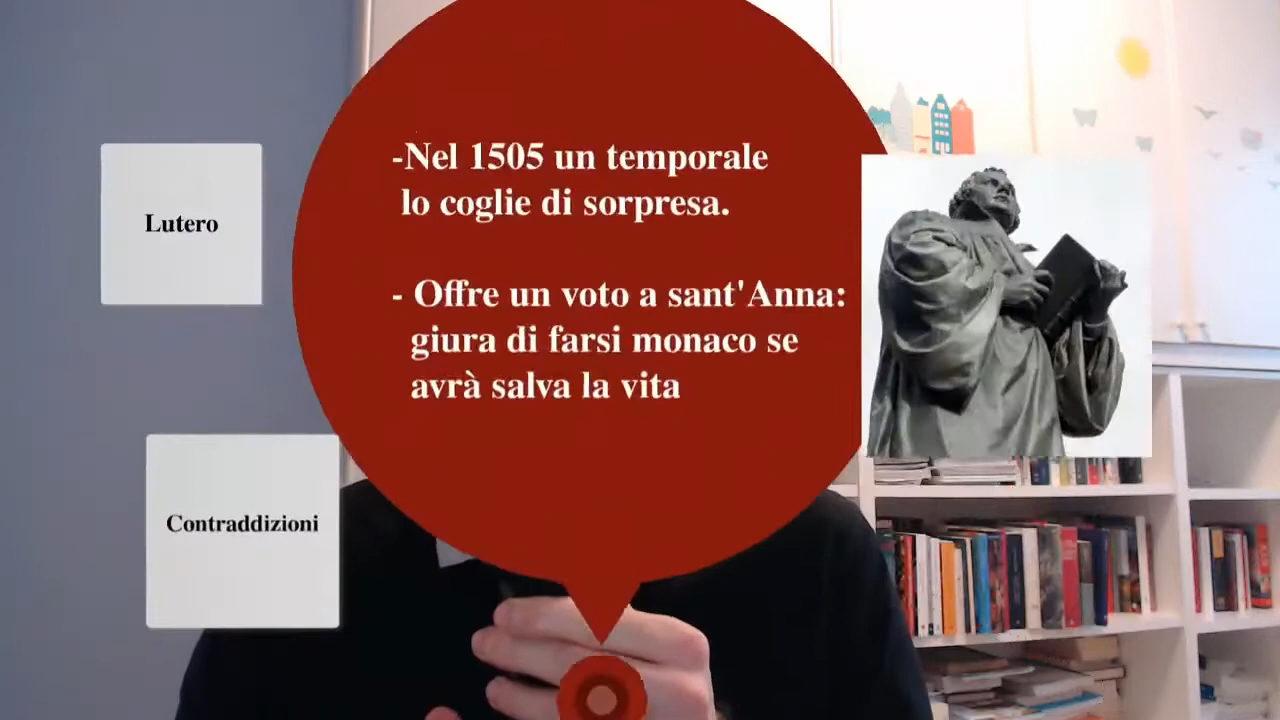 Lutero
-Nel 1505 un temporale
lo coglie di sorpresa.
- Offre un voto a sant'Anna:
giura di farsi monaco se
avrà salva la vita
Contraddizioni